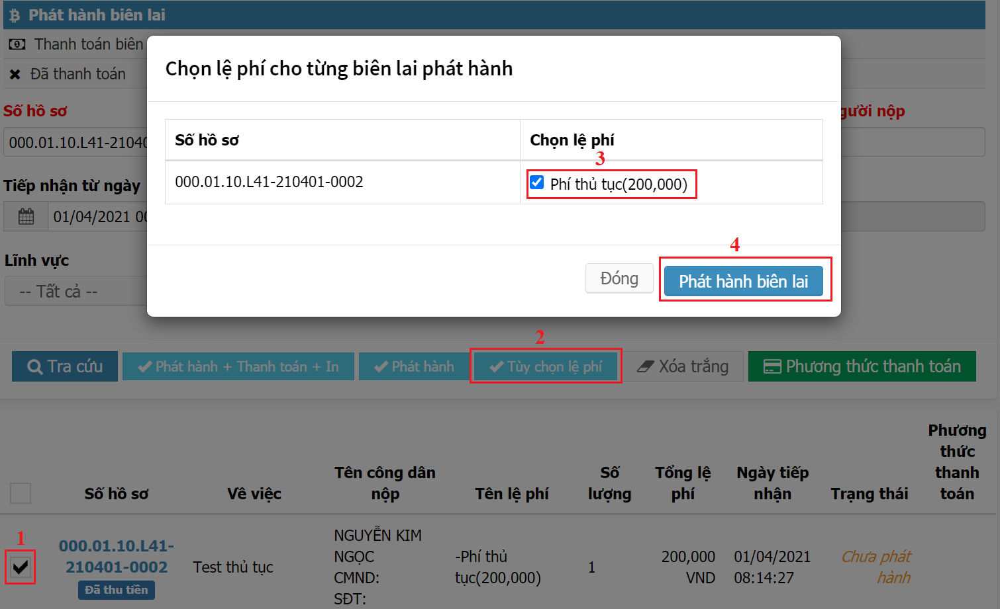 Phát hành biên lai
Thanh toán biên
Đã thanh toán
Chọn lệ phí cho từng biên lai phát hành
Số hồ sơ
gười nộp
000.01.10.L41-2104
Số hồ sơ
Chọn lệ phí
3
000.01.10.L41-210401-0002
Phí thủ tục(200,000)
Tiếp nhận từ ngày
01/04/2021 0
4
Lĩnh vực
-- Tất cả --
Đóng
Phát hành biên lai
2
Tra cứu
Phát hành + Thanh toán + In
Phát hành
Tùy chọn lệ phí
Xóa trắng
Phương thức thanh toán
Số hồ sơ
Về việc
Tên công dân
nộp
Tên lệ phí
Số
lượng
Tổng lệ
phí
Ngày tiếp
nhận
Trạng thái
Phương
thức
thanh
toán
1
000.01.10.L41-
210401-0002
Đã thu tiền
Test thủ tục
NGUYỄN KIM
NGỌC
CMND:
SĐT:
-Phí thủ
tục(200,000)
1
200,000
VND
01/04/2021
08:14:27
Chưa phát
hành